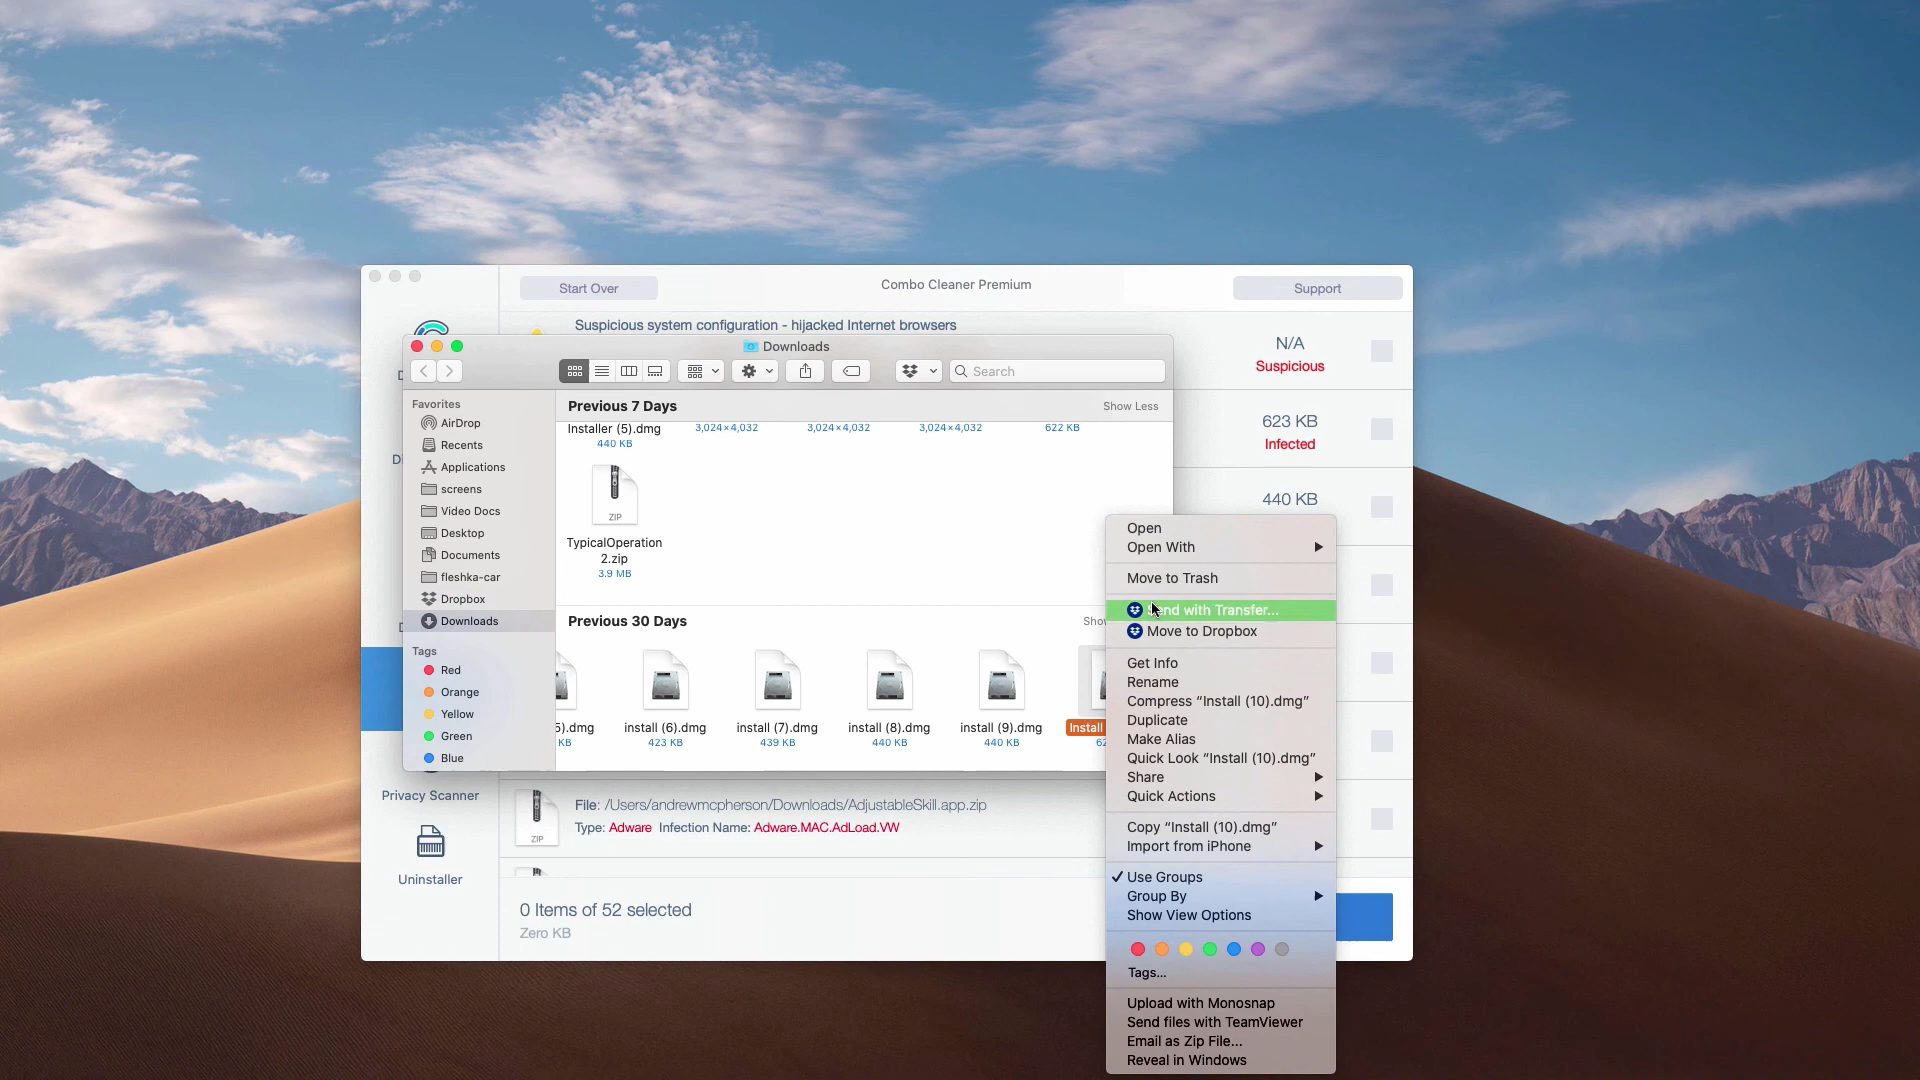 Start Over
Combo Cleaner Premium
Support
Suspicious system configuration - hijacked Internet browsers
N/A
Suspicious
Downloads
Search
Favorites
AirDrop
Recents
Applications
screens
Video Docs
Desktop
Documents
fleshka-car
Dropbox
Downloads
Tags
Red
Orange
Yellow
Green
Blue
Previous 7 Days
Show Less
Installer (5).dmg
440 KB
3,024×4,032
3,024×4,032
3,024×4,032
622 KB
ZIP
TypicalOperation
2.zip
3.9 MB
Previous 30 Days
5).dmg
KB
install (6).dmg
423 KB
install (7).dmg
439 KB
install (8).dmg
440 KB
install (9).dmg
440 KB
Install
623 KB
Infected
440 KB
Open
Open With
Move to Trash
end with Transfer...
Move to Dropbox
Get Info
Rename
Compress “Install (10).dmg”
Duplicate
Make Alias
Quick Look “Install (10).dmg”
Share
Quick Actions
Copy “Install (10).dmg”
Import from iPhone
✓ Use Groups
Group By
Show View Options
Tags...
Upload with Monosnap
Send files with TeamViewer
Email as Zip File...
Reveal in Windows
Privacy Scanner
Uninstaller
ZIP
File: /Users/andrewmcpherson/Downloads/AdjustableSkill.app.zip
Type: Adware Infection Name: Adware.MAC.AdLoad.VW
0 Items of 52 selected
Zero KB